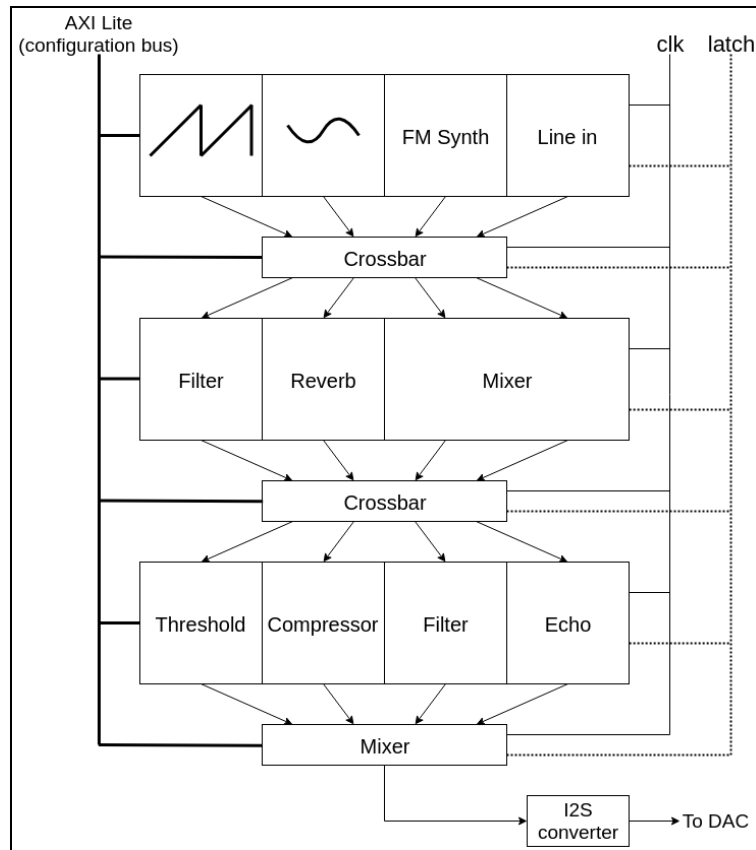 AXI Lite
(configuration bus)
clk
latch
FM Synth
Line in
Crossbar
Filter
Reverb
Mixer
Crossbar
Threshold
Compressor
Filter
Echo
Mixer
I2S
converter
To DAC